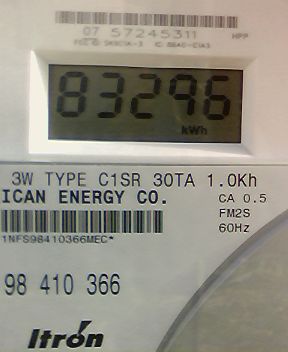 07 57245311 HPP
83296
kWh
3W TYPE C1SR 30TA 1.0Kh
ICAN ENERGY CO. CA 0.5
FM2S
60Hz
1NFS98410366MEC*
98 410 366
Itron